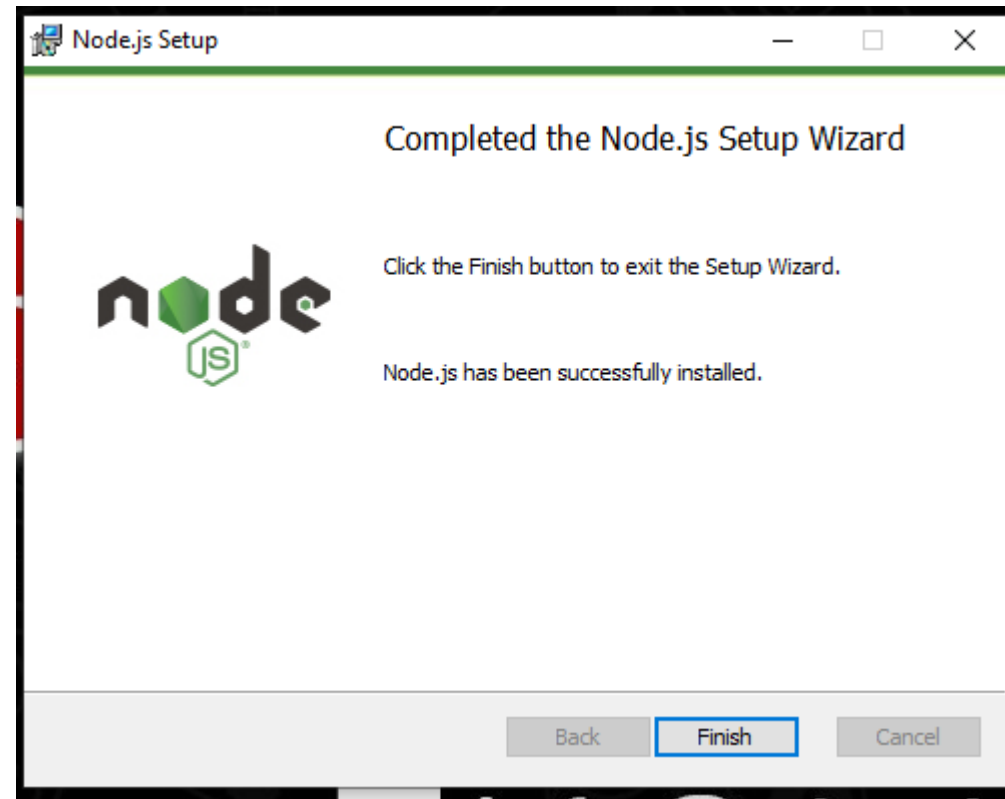 Node.js Setup
Completed the Node.js Setup Wizard
Click the Finish button to exit the Setup Wizard.
node
JS
Node.js has been successfully installed.
Back Finish Cancel